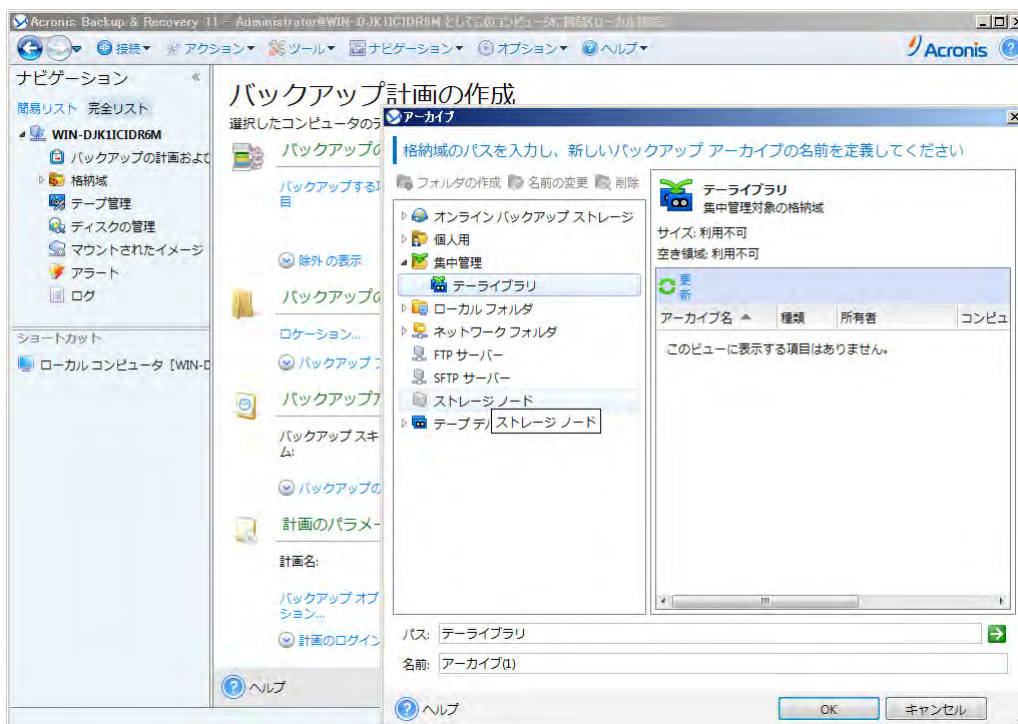 Acronis Backup & Recovery 11 - Administrator@WIN-DJK1ICIDR6M としてこのコンピュータに接続(ローカル接続)
接続 アクション ツール ナビゲーション オプション ヘルプ
Acronis
ナビゲーション
簡易リスト 完全リスト
WIN-DJK1ICIDR6M
バックアップの計画およ
格納域
テープ管理
ディスクの管理
マウントされたイメージ
アラート
ログ
ショートカット
ローカル コンピュータ [WIN-D
バックアップ計画の作成
選択したコンピュータのデ
バックアップの
バックアップする項
目
除外の表示
バックアップの
ロケーション...
バックアップ
バックアップ
バックアップ スキー
ム:
バックアップの
計画のパラメー
計画名:
バックアップ オプ
ション...
計画のログイン
ヘルプ
アーカイブ
格納域のパスを入力し、新しいバックアップ アーカイブの名前を定義してください
フォルダの作成 名前の変更 削除
オンライン バックアップ ストレージ
個人用
集中管理
テーライブラリ
ローカル フォルダ
ネットワーク フォルダ
FTP サーバー
SFTP サーバー
ストレージ ノード
テープ デ
ストレージ ノード
テーライブラリ
集中管理対象の格納域
サイズ: 利用不可
空き領域: 利用不可
更新
アーカイブ名 種類 所有者 コンピュ
このビューに表示する項目はありません。
パス: テーライブラリ
名前: アーカイブ(1)
ヘルプ
OK キャンセル